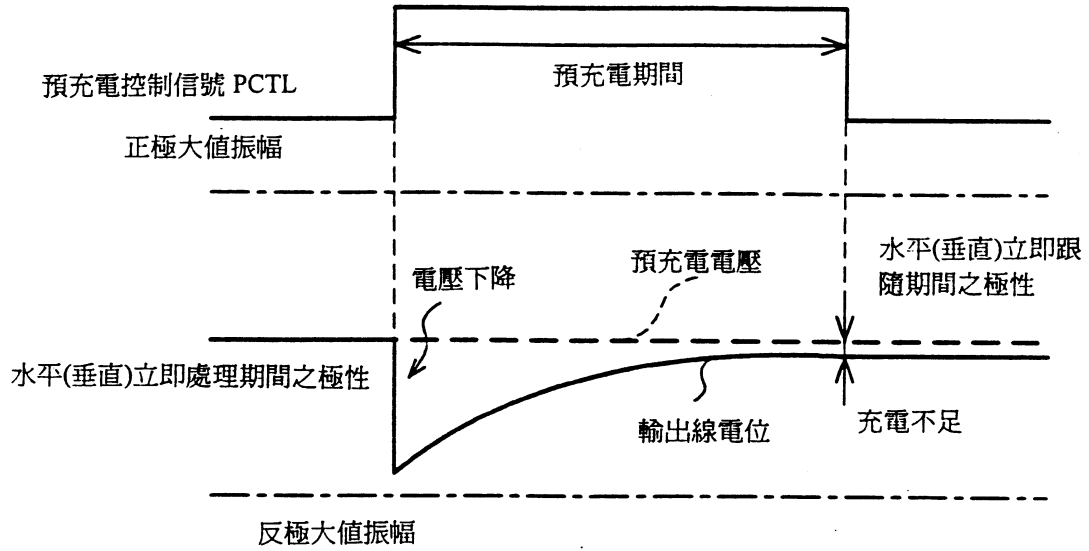 預充電期間
預充電控制信號 PCTL
正極大值振幅
水平(垂直)立即跟
隨期間之極性
預充電電壓
電壓下降
水平(垂直)立即處理期間之極性
輸出線電位
充電不足
反極大值振幅